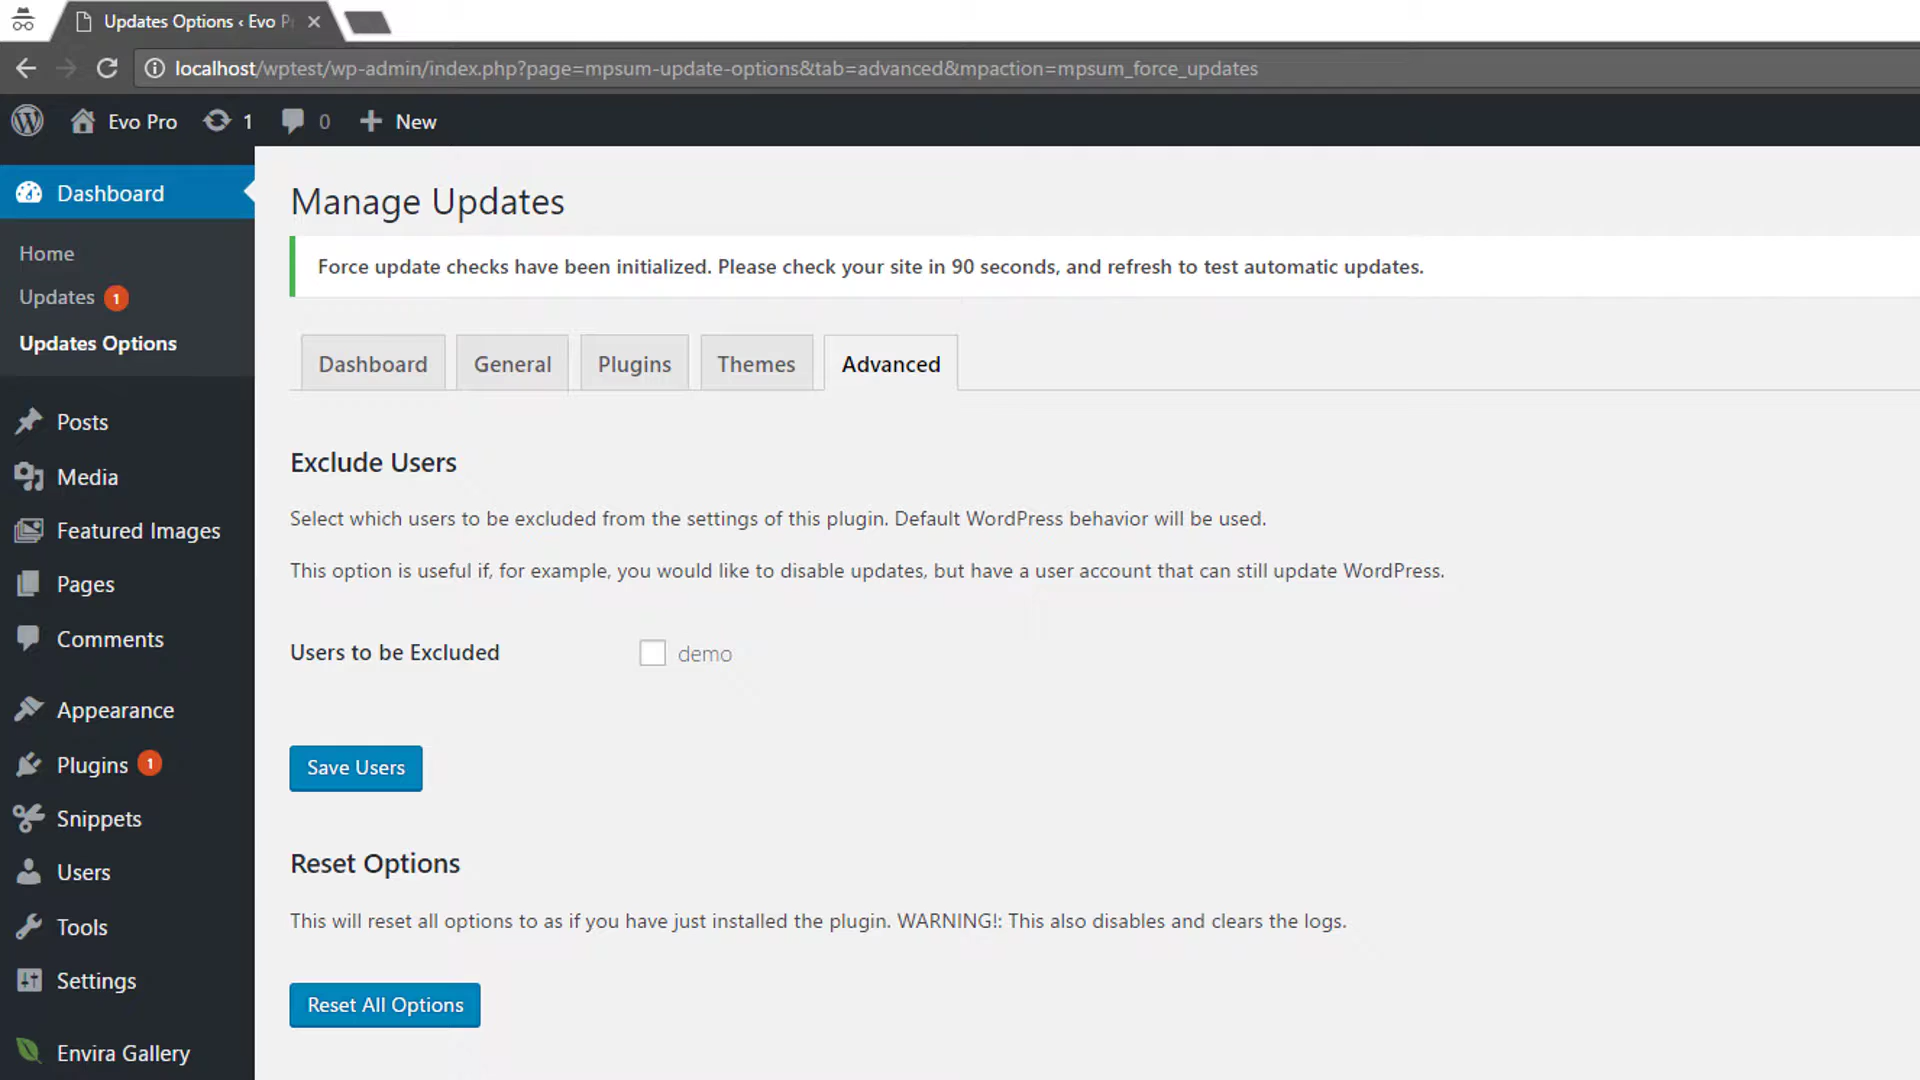 Updates Options ‹ Evo P
localhost/wptest/wp-admin/index.php?page=mpsum-update-options&tab=advanced&mpaction=mpsum_force_updates
Evo Pro 1 0 New
Dashboard
Home
Updates 1
Updates Options
Posts
Media
Featured Images
Pages
Comments
Appearance
Plugins 1
Snippets
Users
Tools
Settings
Envira Gallery
Manage Updates
Force update checks have been initialized. Please check your site in 90 seconds, and refresh to test automatic updates.
Dashboard General Plugins Themes Advanced
Exclude Users
Select which users to be excluded from the settings of this plugin. Default WordPress behavior will be used.
This option is useful if, for example, you would like to disable updates, but have a user account that can still update WordPress.
Users to be Excluded demo
Save Users
Reset Options
This will reset all options to as if you have just installed the plugin. WARNING!: This also disables and clears the logs.
Reset All Options